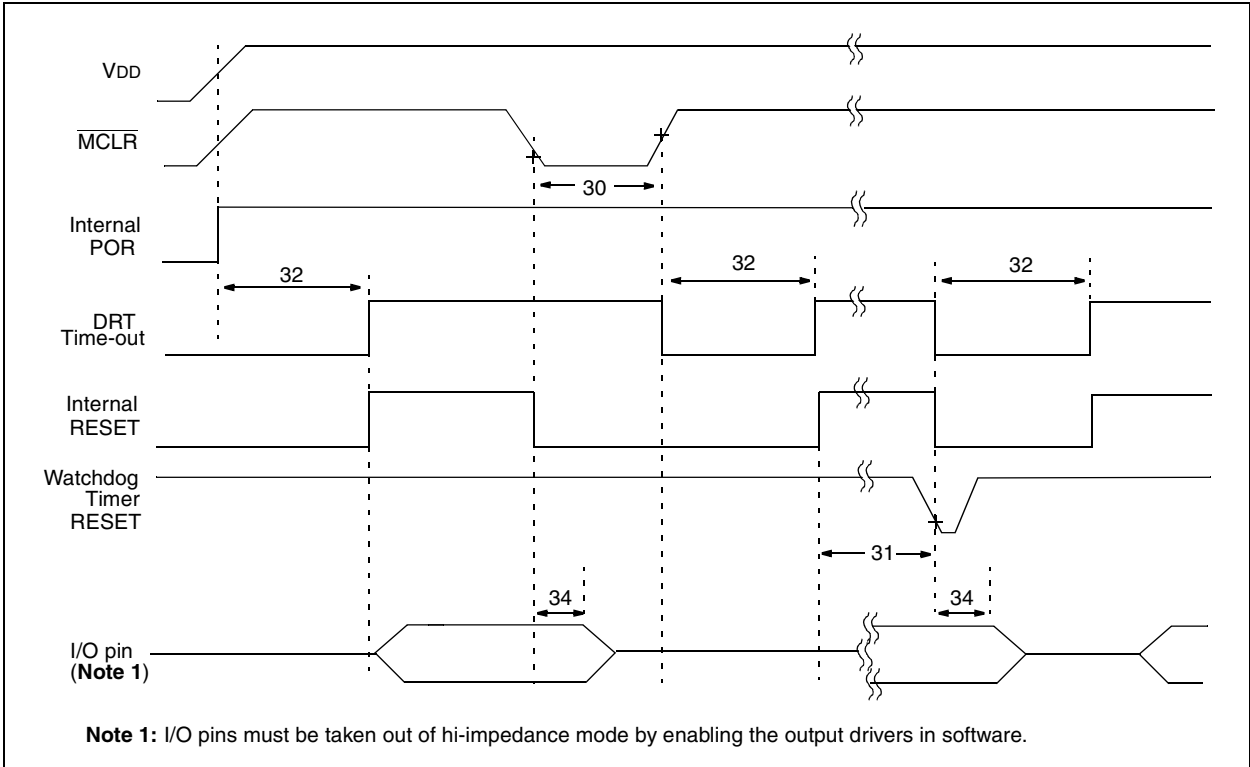 VDD
MCLR
30
Internal
POR
32
32
32
DRT
Time-out
Internal
RESET
Watchdog
Timer
RESET
31
34
34
I/O pin
(Note 1)
Note 1: I/O pins must be taken out of hi-impedance mode by enabling the output drivers in software.